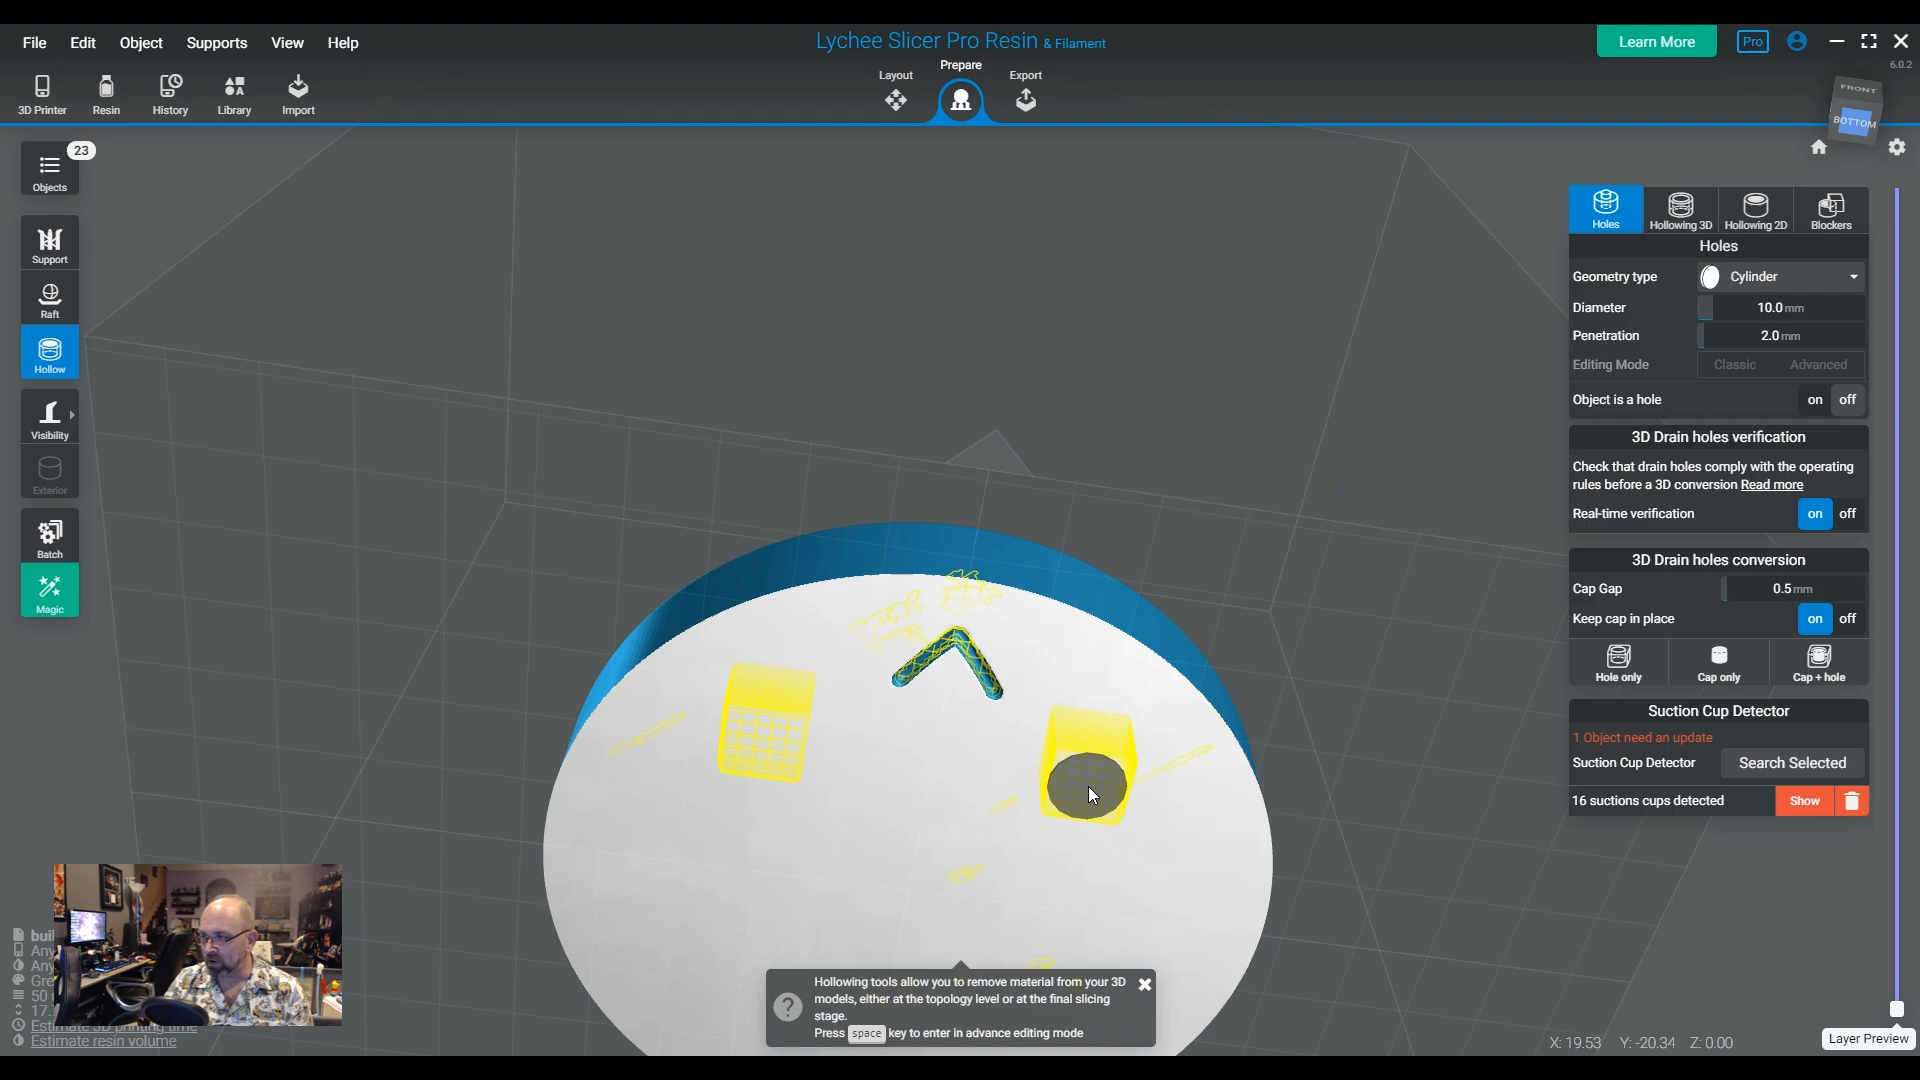 File Edit Object Supports View Help
Lychee Slicer Pro Resin & Filament
Learn More
Pro
6.0.2
3D Printer
Resin
History
Library
Import
Layout
Prepare
Export
FRONT
BOTTOM
23
Objects
Support
Raft
Hollow
Visibility
Exterior
Batch
Magic
Holes
Hollowing 3D
Hollowing 2D
Blockers
Holes
Geometry type Cylinder
Diameter 10.0 mm
Penetration 2.0 mm
Editing Mode Classic Advanced
Object is a hole on off
3D Drain holes verification
Check that drain holes comply with the operating
rules before a 3D conversion Read more
Real-time verification on off
3D Drain holes conversion
Cap Gap 0.5 mm
Keep cap in place on off
Hole only Cap only Cap + hole
Suction Cup Detector
1 Object need an update
Suction Cup Detector Search Selected
16 suctions cups detected Show
Hollowing tools allow you to remove material from your 3D
models, either at the topology level or at the final slicing
stage.
Press space key to enter in advance editing mode
Estimate 3D printing time
Estimate resin volume
X: 19.53 Y: -20.34 Z: 0.00
Layer Preview